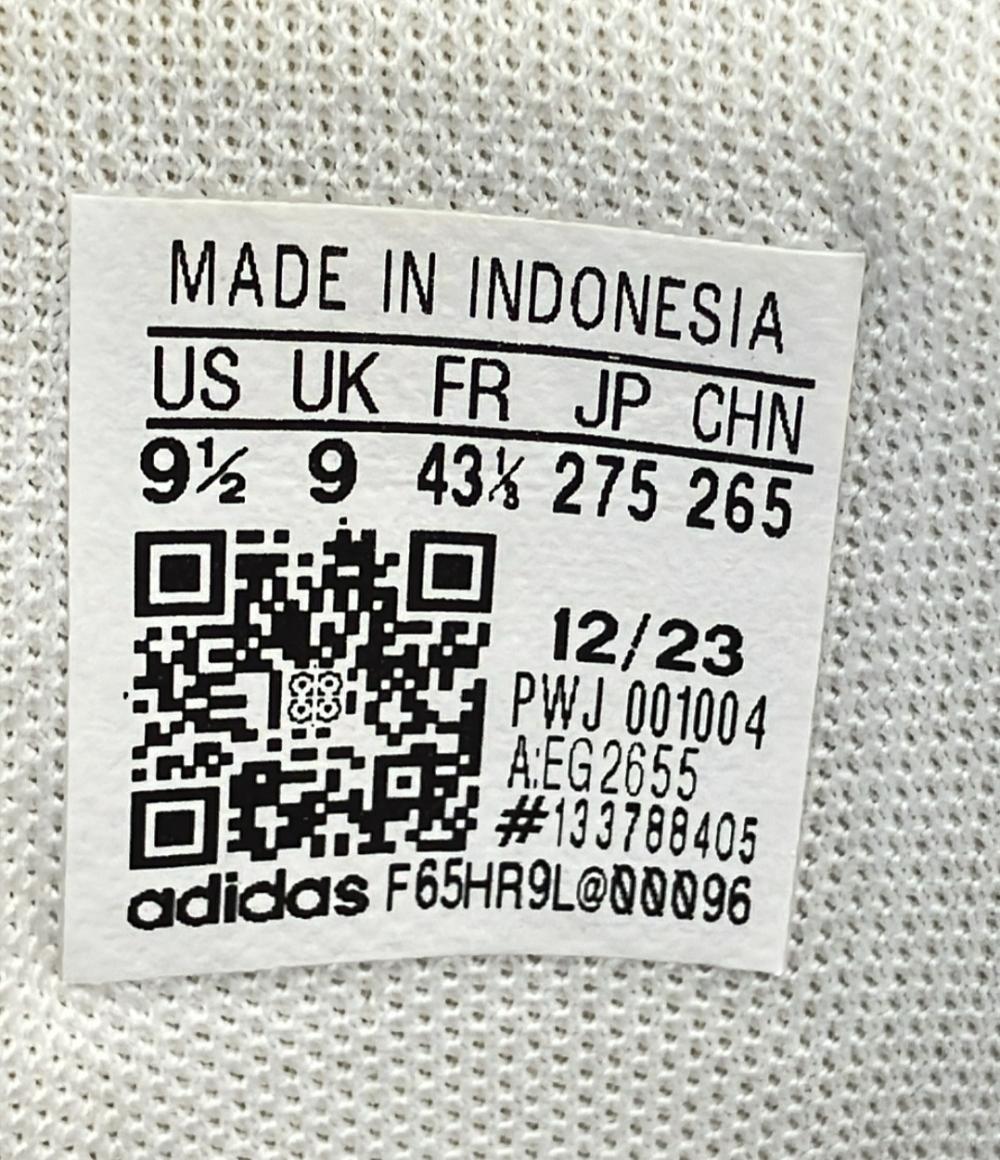 MADE IN INDONESIA
US UK FR JP CHN
9½ 9 43⅓ 275 265
12/23
PWJ 001004
A:EG2655
#133788405
adidas F65HR9L@00096